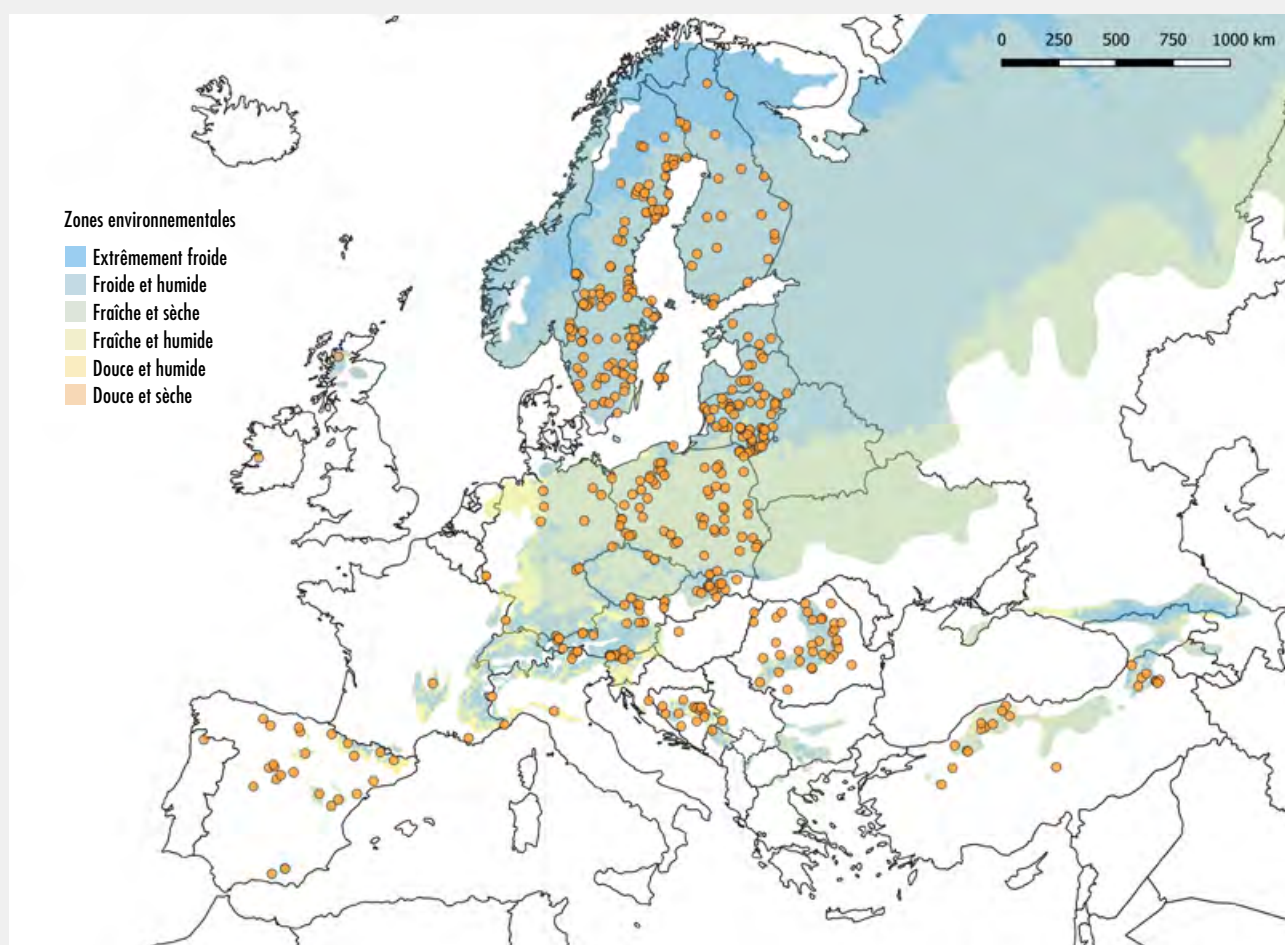 0 250 500 750 1000 km
Zones environnementales
Extrêmement froide
Froide et humide
Fraîche et sèche
Fraîche et humide
Douce et humide
Douce et sèche